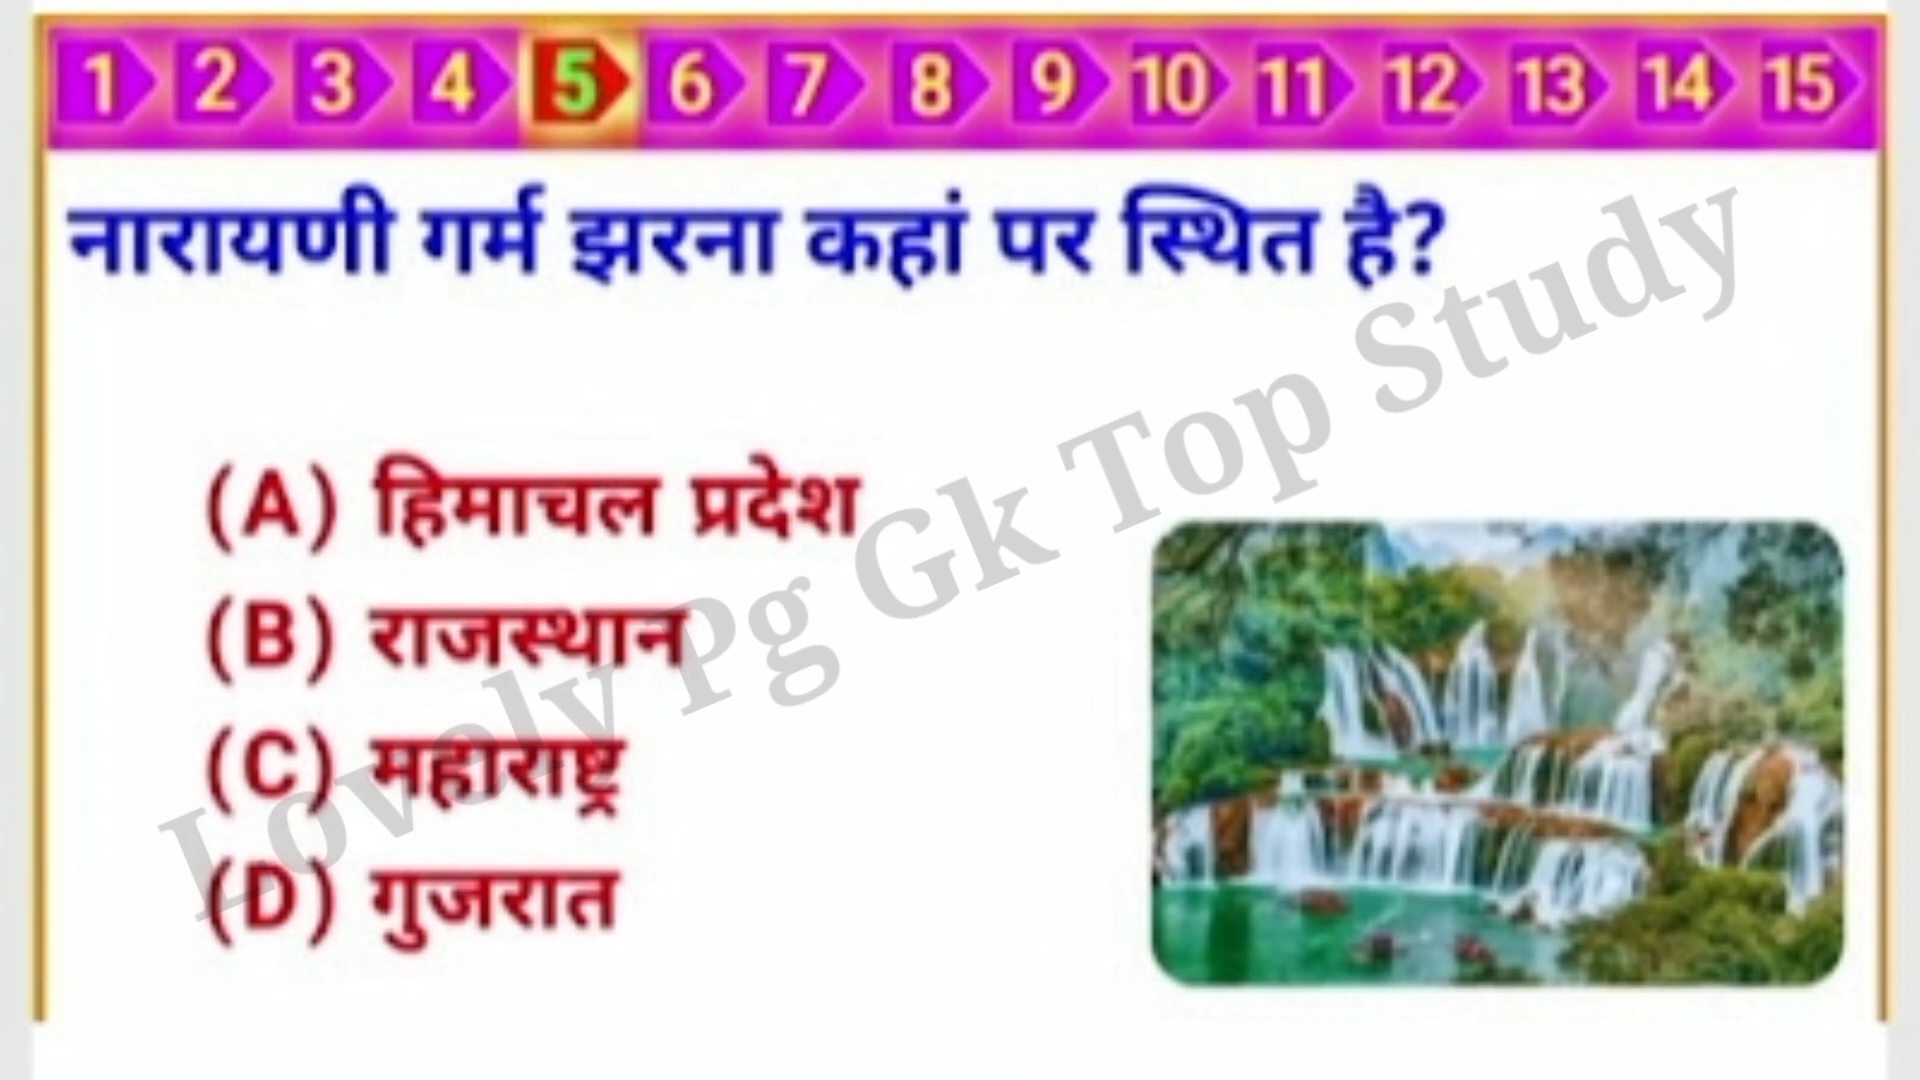 1 2 3 4 5 6 7 8 9 10 11 12 13 14 15
नारायणी गर्म झरना कहां पर स्थित है?
(A) हिमाचल प्रदेश
(B) राजस्थान
(C) महाराष्ट्र
(D) गुजरात
Lovely Pg Gk Top Study